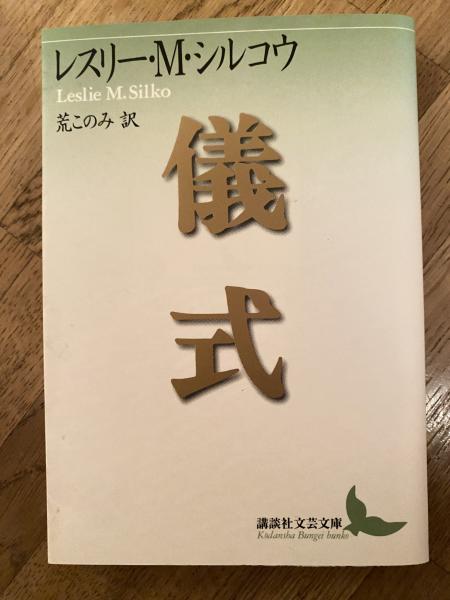 レスリー・M・シルコウ
Leslie M. Silko
荒このみ 訳
儀式
講談社文芸文庫
Kōdansha Bungei bunko